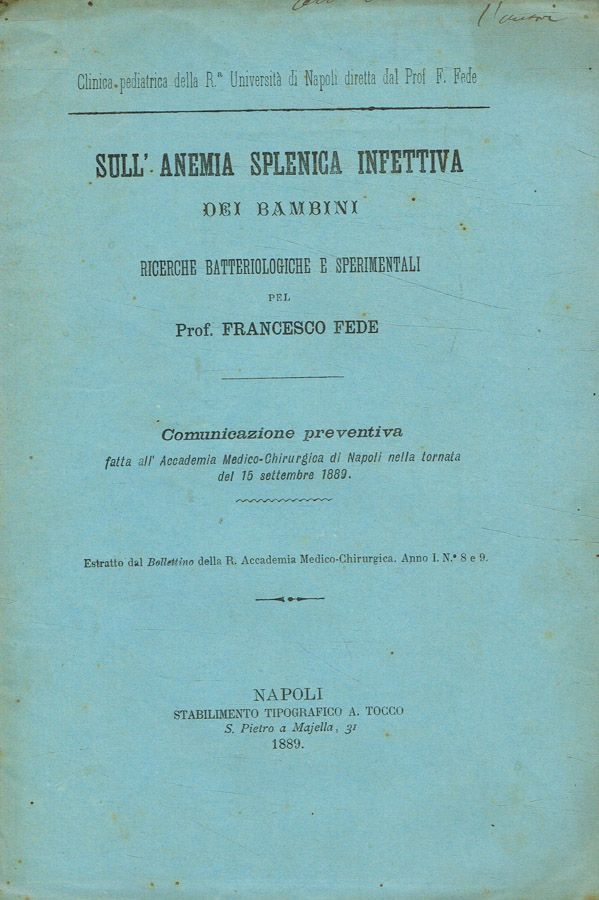 l'autore
Clinica pediatrica della R.ª Università di Napoli diretta dal Prof F. Fede
SULL' ANEMIA SPLENICA INFETTIVA
DEI BAMBINI
RICERCHE BATTERIOLOGICHE E SPERIMENTALI
PEL
Prof. FRANCESCO FEDE
Comunicazione preventiva
fatta all' Accademia Medico-Chirurgica di Napoli nella tornata
del 15 settembre 1889.
Estratto dal Bollettino della R. Accademia Medico-Chirurgica. Anno I. N.º 8 e 9.
NAPOLI
STABILIMENTO TIPOGRAFICO A. TOCCO
S. Pietro a Majella, 31
1889.